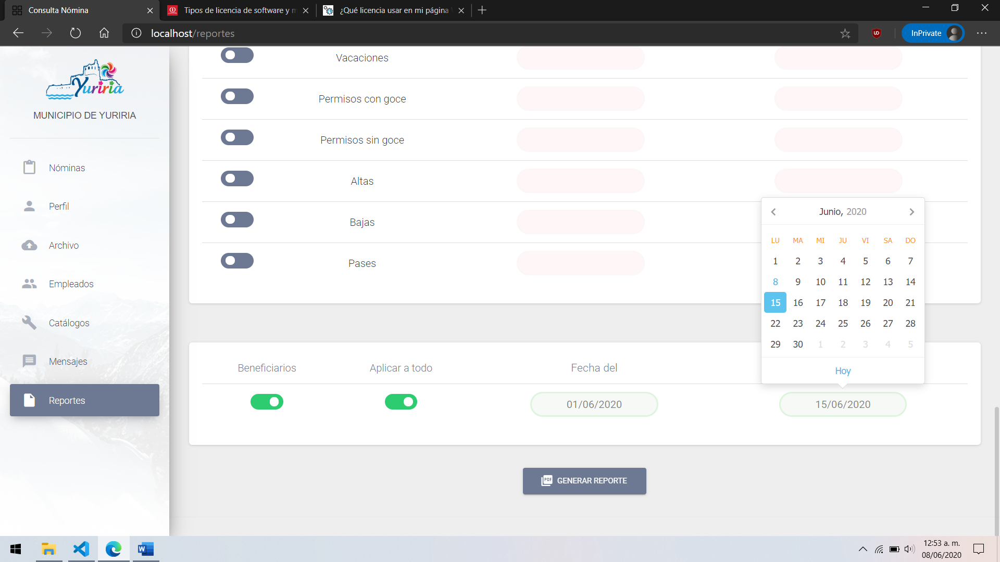 Consulta Nómina
Tipos de licencia de software y m
¿Qué licencia usar en mi página
localhost/reportes
InPrivate
Yuriria
MUNICIPIO DE YURIRIA
Nóminas
Perfil
Archivo
Empleados
Catálogos
Mensajes
Reportes
Vacaciones
Permisos con goce
Permisos sin goce
Altas
Bajas
Pases
Junio, 2020
LU MA MI JU VI SA DO
1 2 3 4 5 6 7
8 9 10 11 12 13 14
15 16 17 18 19 20 21
22 23 24 25 26 27 28
29 30 1 2 3 4 5
Hoy
Beneficiarios Aplicar a todo Fecha del
01/06/2020 15/06/2020
PDF GENERAR REPORTE
12:53 a. m.
08/06/2020